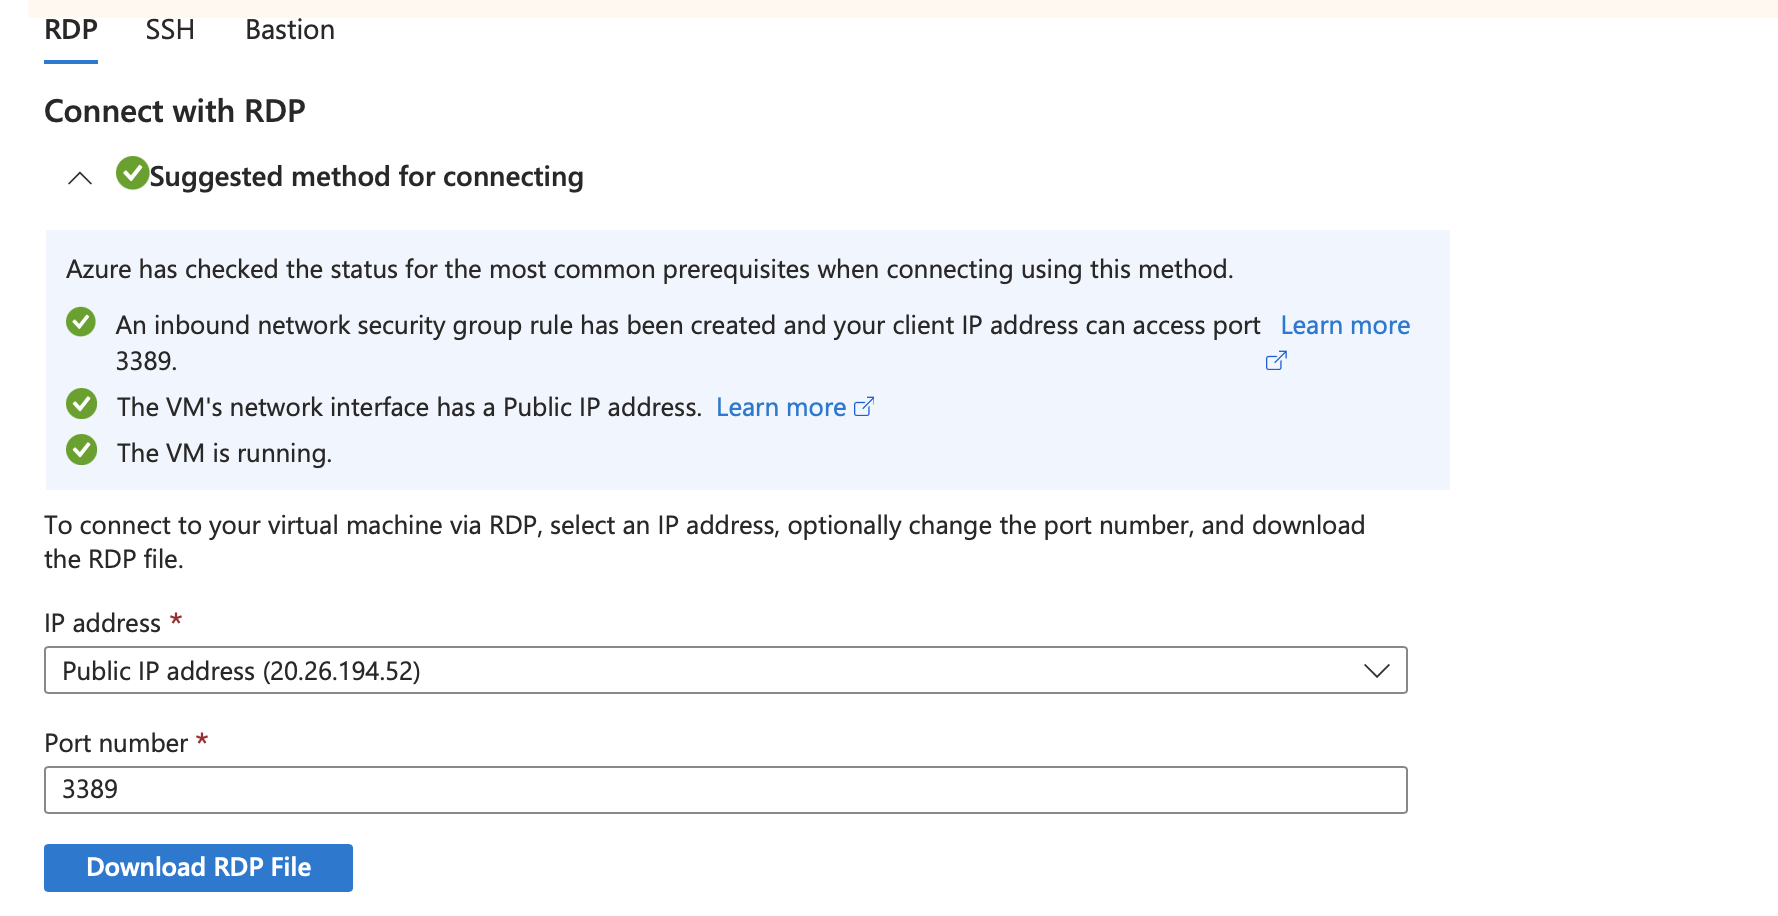 RDP SSH Bastion
Connect with RDP
Suggested method for connecting
Azure has checked the status for the most common prerequisites when connecting using this method.
An inbound network security group rule has been created and your client IP address can access port Learn more
3389.
The VM's network interface has a Public IP address. Learn more
The VM is running.
To connect to your virtual machine via RDP, select an IP address, optionally change the port number, and download
the RDP file.
IP address *
Public IP address (20.26.194.52)
Port number *
3389
Download RDP File